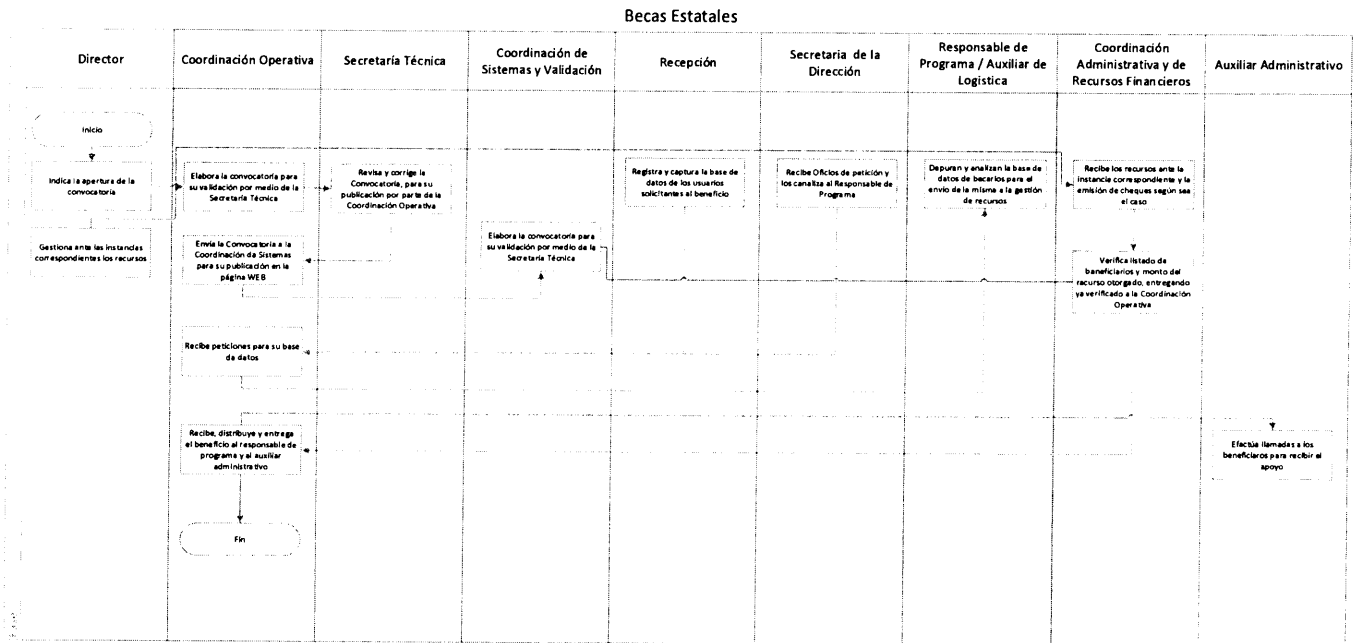 Becas Estatales
Director
Coordinación Operativa
Secretaría Técnica
Coordinación de
Sistemas y Validación
Recepción
Secretaria de la
Dirección
Responsable de
Programa / Auxiliar de
Logística
Coordinación
Administrativa y de
Recursos Financieros
Auxiliar Administrativo
Inicio
Indica la apertura de la
convocatoria
Elabora la convocatoria para
su validación por medio de la
Secretaría Técnica
Revisa y corrige la
Convocatoria, para su
publicación por parte de la
Coordinación Operativa
Registra y captura la base de
datos de los usuarios
solicitantes al beneficio
Recibe Oficios de petición y
los canaliza al Responsable de
Programa
Depuran y analizan la base de
datos de becarios para el
envío de la misma a la gestión
de recursos
Recibe los recursos ante la
instancia correspondiente y la
emisión de cheques según sea
el caso
Gestiona ante las instancias
correspondientes los recursos
Envía la Convocatoria a la
Coordinación de Sistemas
para su publicación en la
página WEB
Elabora la convocatoria para
su validación por medio de la
Secretaría Técnica
Verifica listado de
beneficiarios y monto del
recurso otorgado, entregando
ya verificado a la Coordinación
Operativa
Recibe peticiones para su base
de datos
Recibe, distribuye y entrega
el beneficio al responsable de
programa y al auxiliar
administrativo
Efectúa llamadas a los
beneficiaros para recibir el
apoyo
Fin